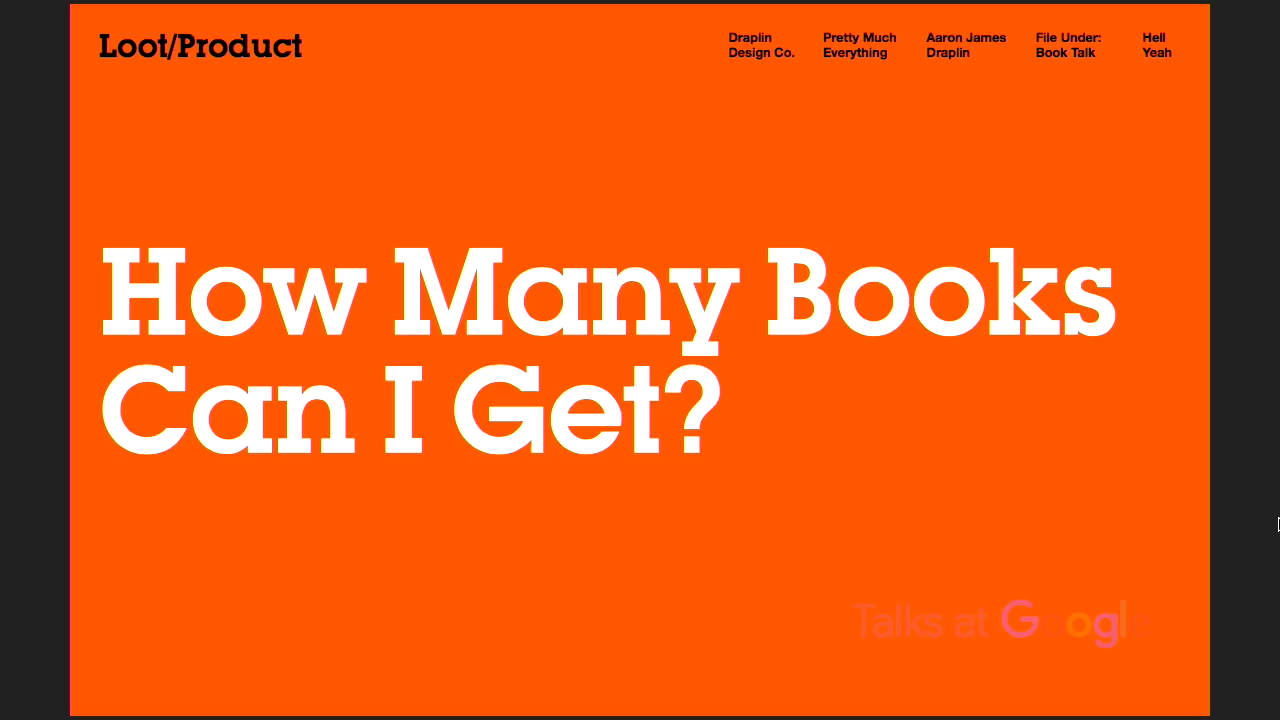 Loot/Product
Draplin
Design Co.
Pretty Much
Everything
Aaron James
Draplin
File Under:
Book Talk
Hell
Yeah
How Many Books
Can I Get?
Talks at Google